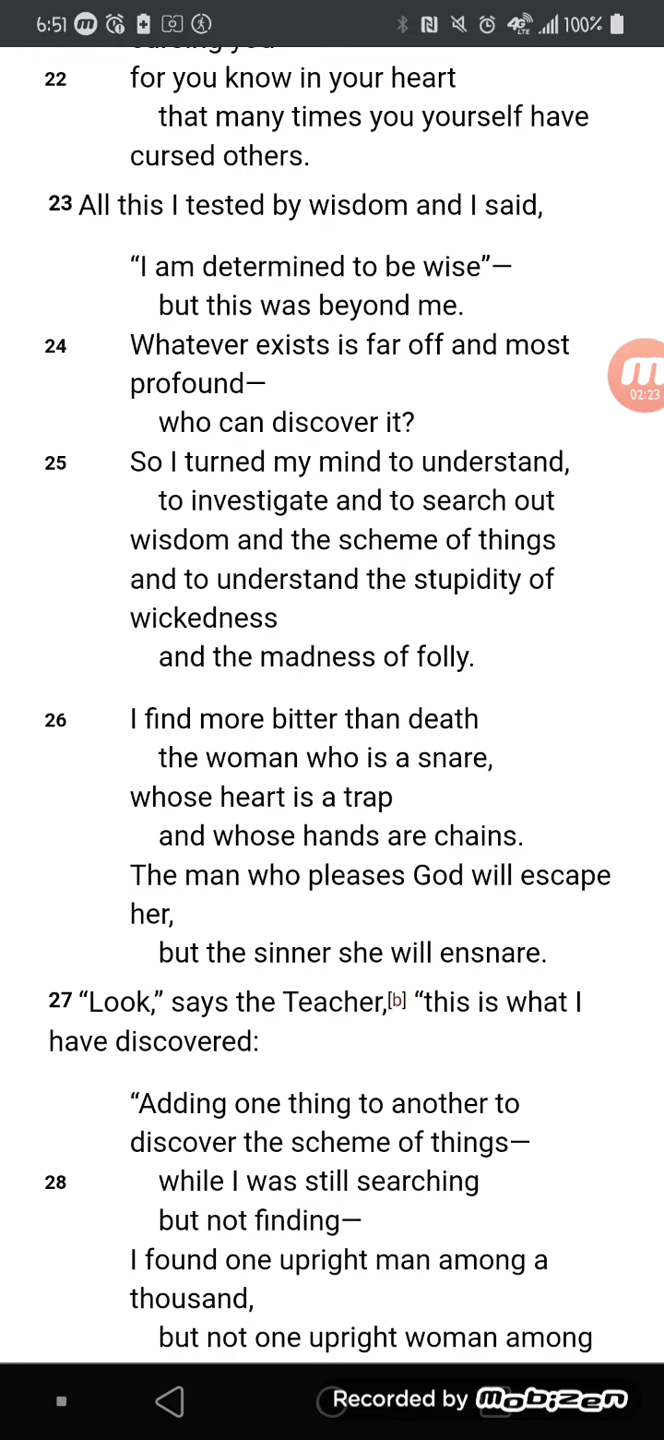 6:51 m 4G LTE 100%
cursing you
22 for you know in your heart
that many times you yourself have
cursed others.
23 All this I tested by wisdom and I said,
“I am determined to be wise”—
but this was beyond me.
24 Whatever exists is far off and most
profound—
m
02:23
who can discover it?
25 So I turned my mind to understand,
to investigate and to search out
wisdom and the scheme of things
and to understand the stupidity of
wickedness
and the madness of folly.
26 I find more bitter than death
the woman who is a snare,
whose heart is a trap
and whose hands are chains.
The man who pleases God will escape
her,
but the sinner she will ensnare.
27 “Look,” says the Teacher,[b] “this is what I
have discovered:
“Adding one thing to another to
discover the scheme of things—
28 while I was still searching
but not finding—
I found one upright man among a
thousand,
but not one upright woman among
Recorded by mobizen